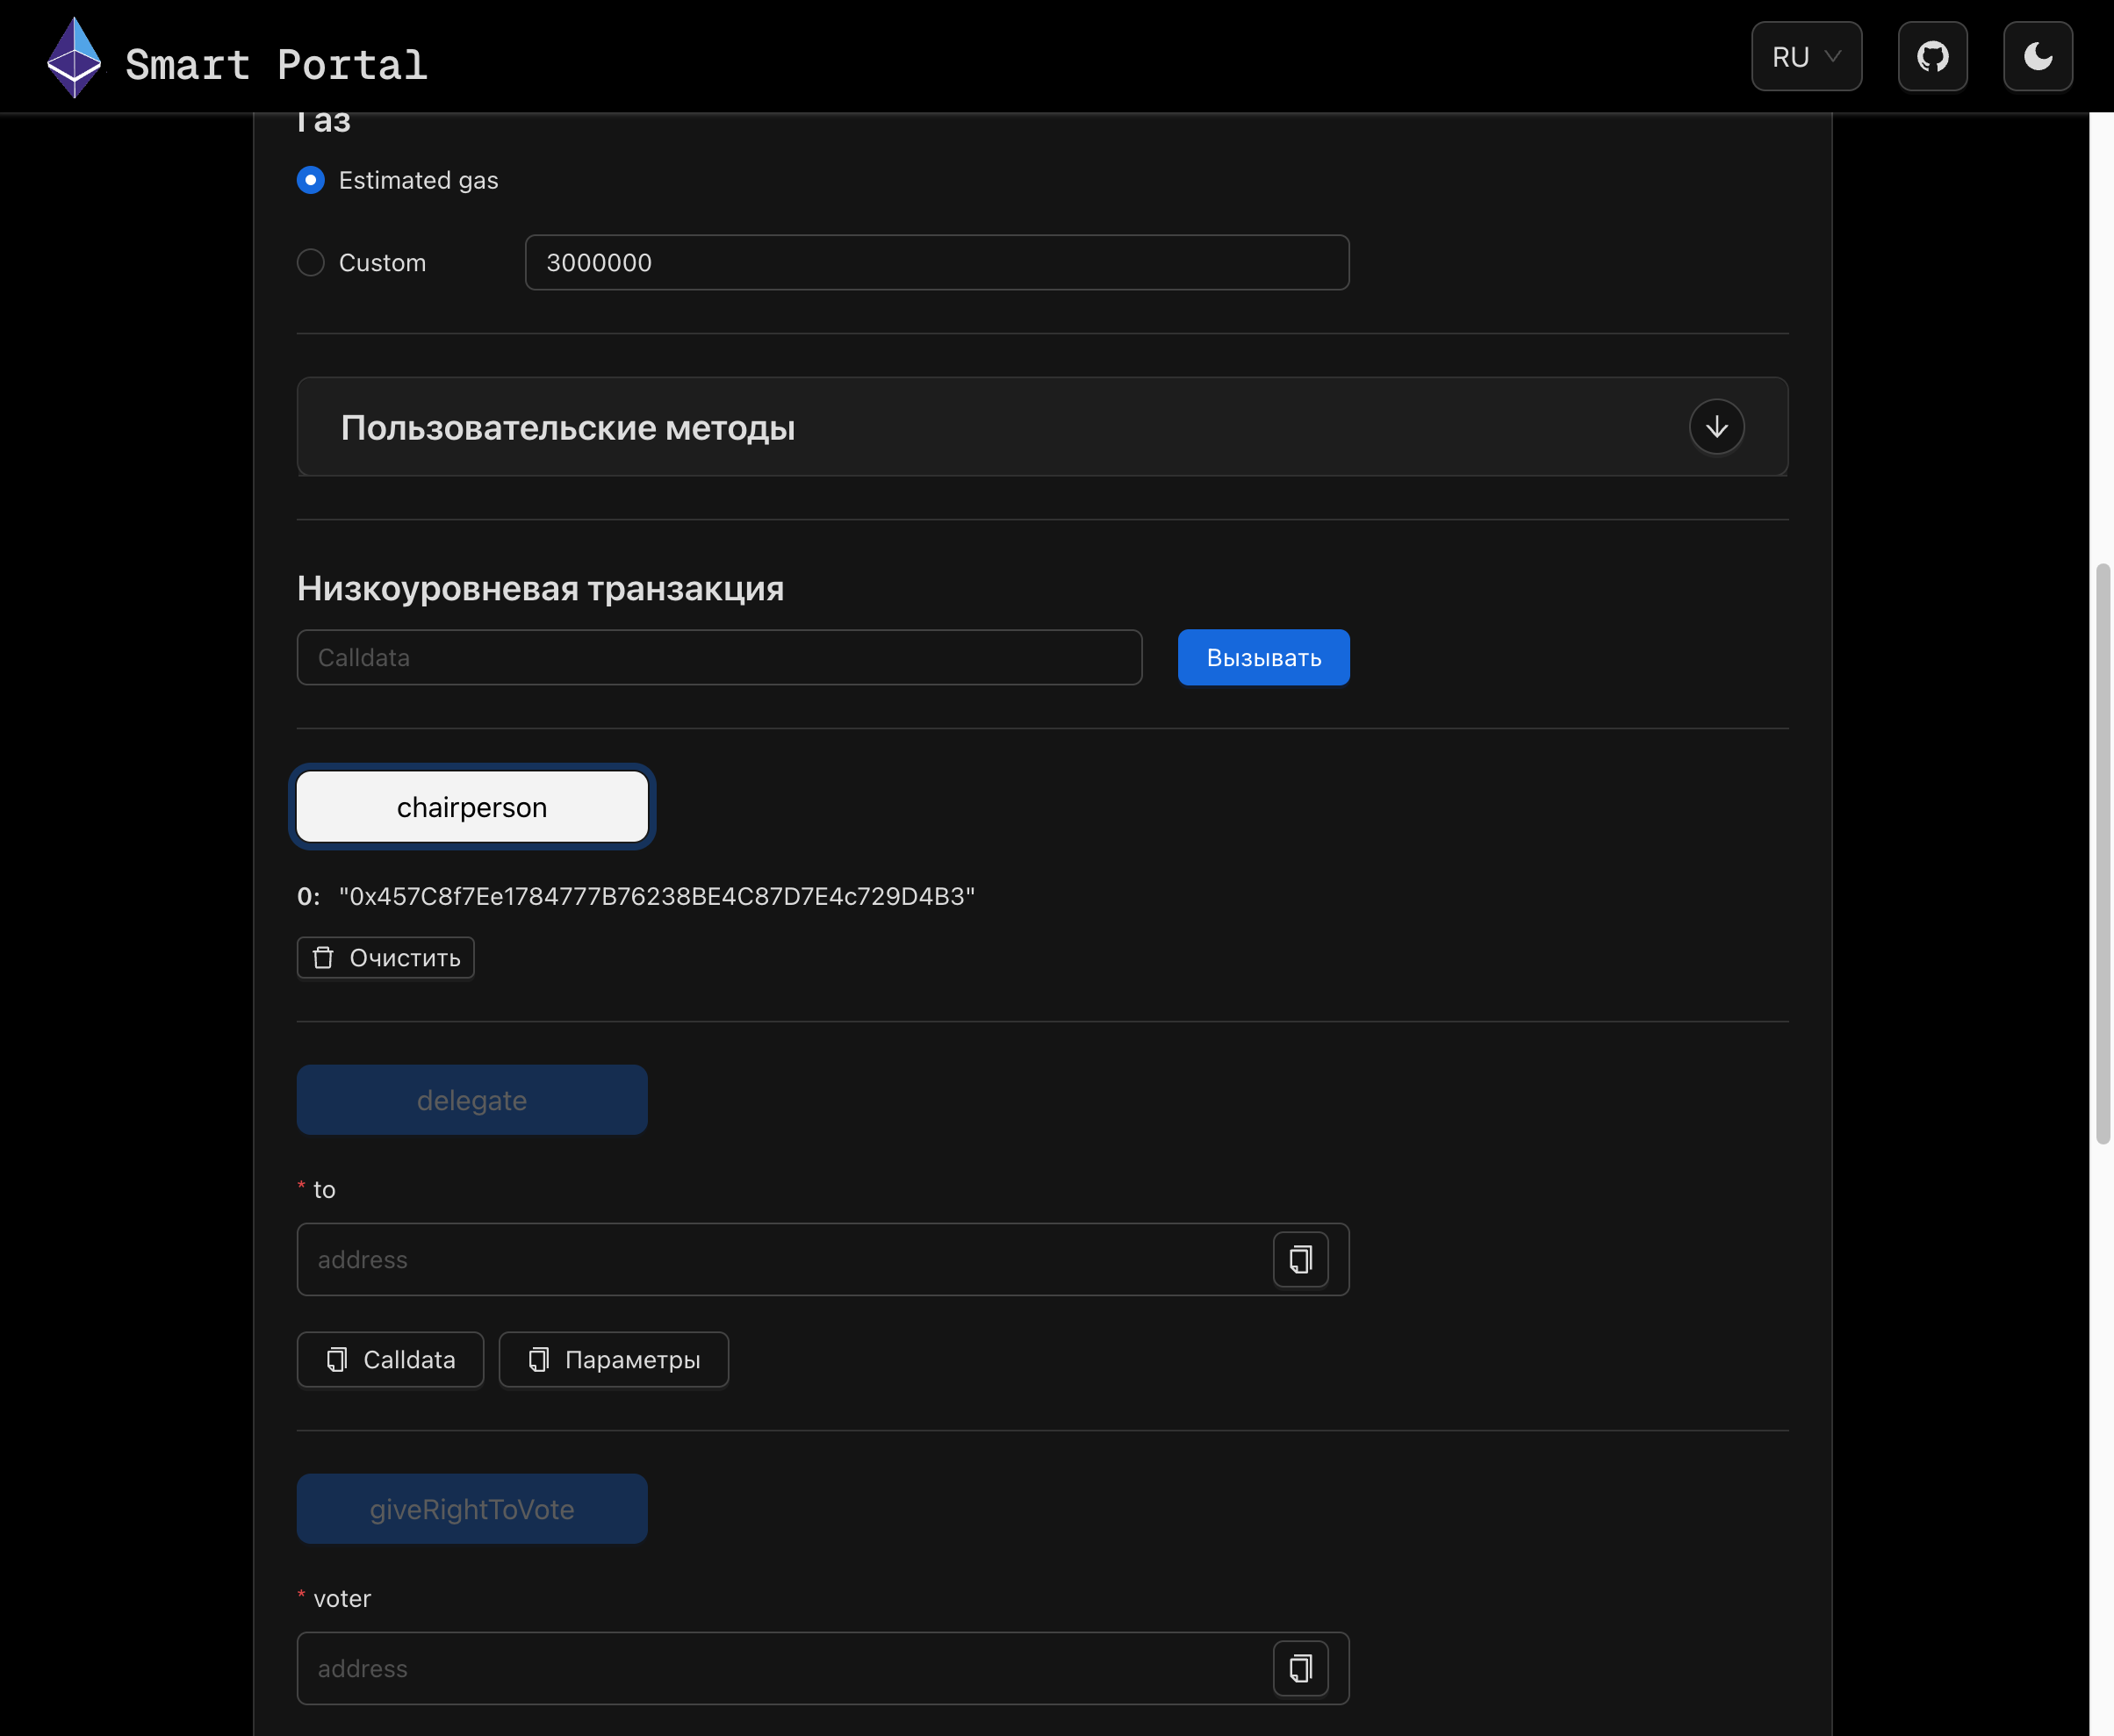 Smart Portal
RU
Газ
Estimated gas
Custom
3000000
Пользовательские методы
Низкоуровневая транзакция
Calldata
Вызывать
chairperson
0: "0x457C8f7Ee1784777B76238BE4C87D7E4c729D4B3"
Очистить
delegate
* to
address
Calldata
Параметры
giveRightToVote
* voter
address